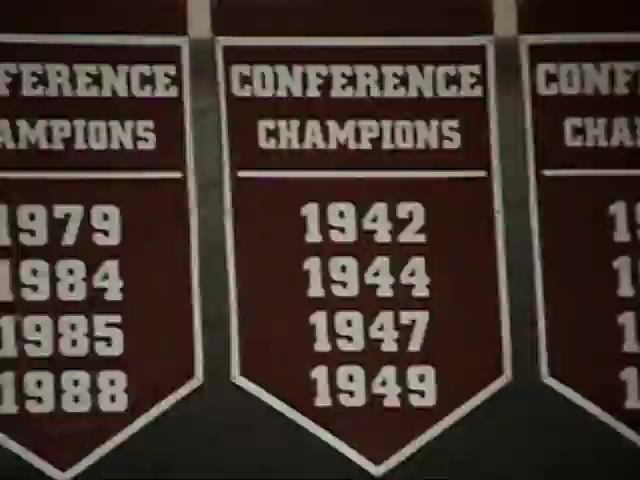 FERENCE
AMPIONS
1979
1984
1985
1988
CONFERENCE
CHAMPIONS
1942
1944
1947
1949
CONF
CHA